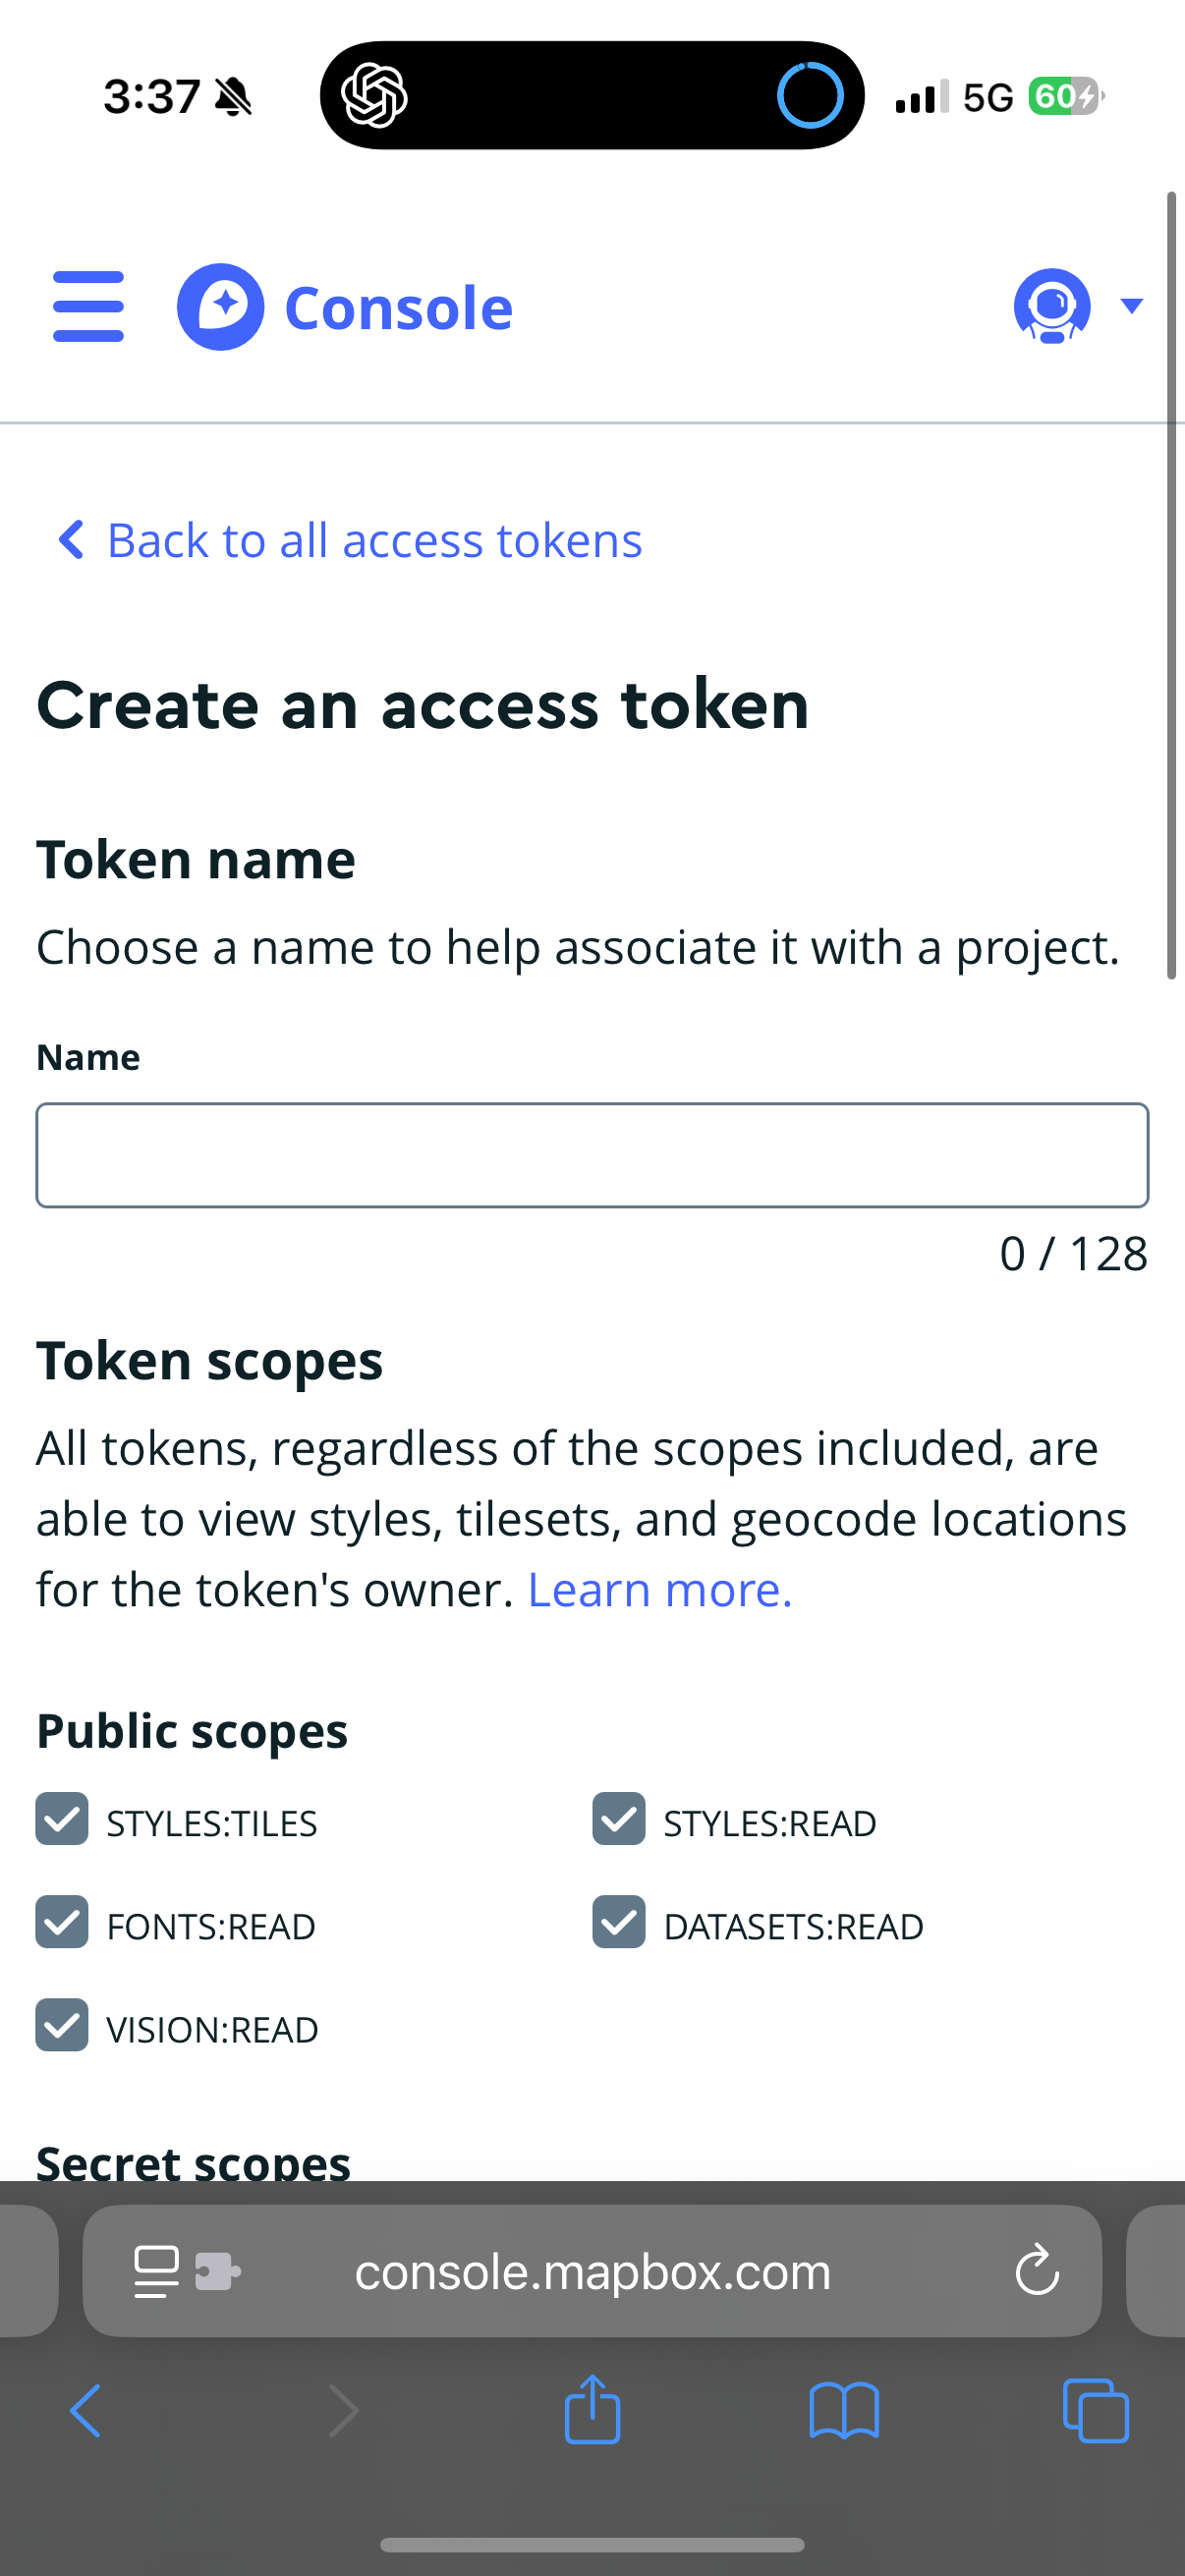 3:37
5G
60
Console
Back to all access tokens
Create an access token
Token name
Choose a name to help associate it with a project.
Name
0 / 128
Token scopes
All tokens, regardless of the scopes included, are
able to view styles, tilesets, and geocode locations
for the token's owner. Learn more.
Public scopes
STYLES:TILES
STYLES:READ
FONTS:READ
DATASETS:READ
VISION:READ
Secret scopes
console.mapbox.com